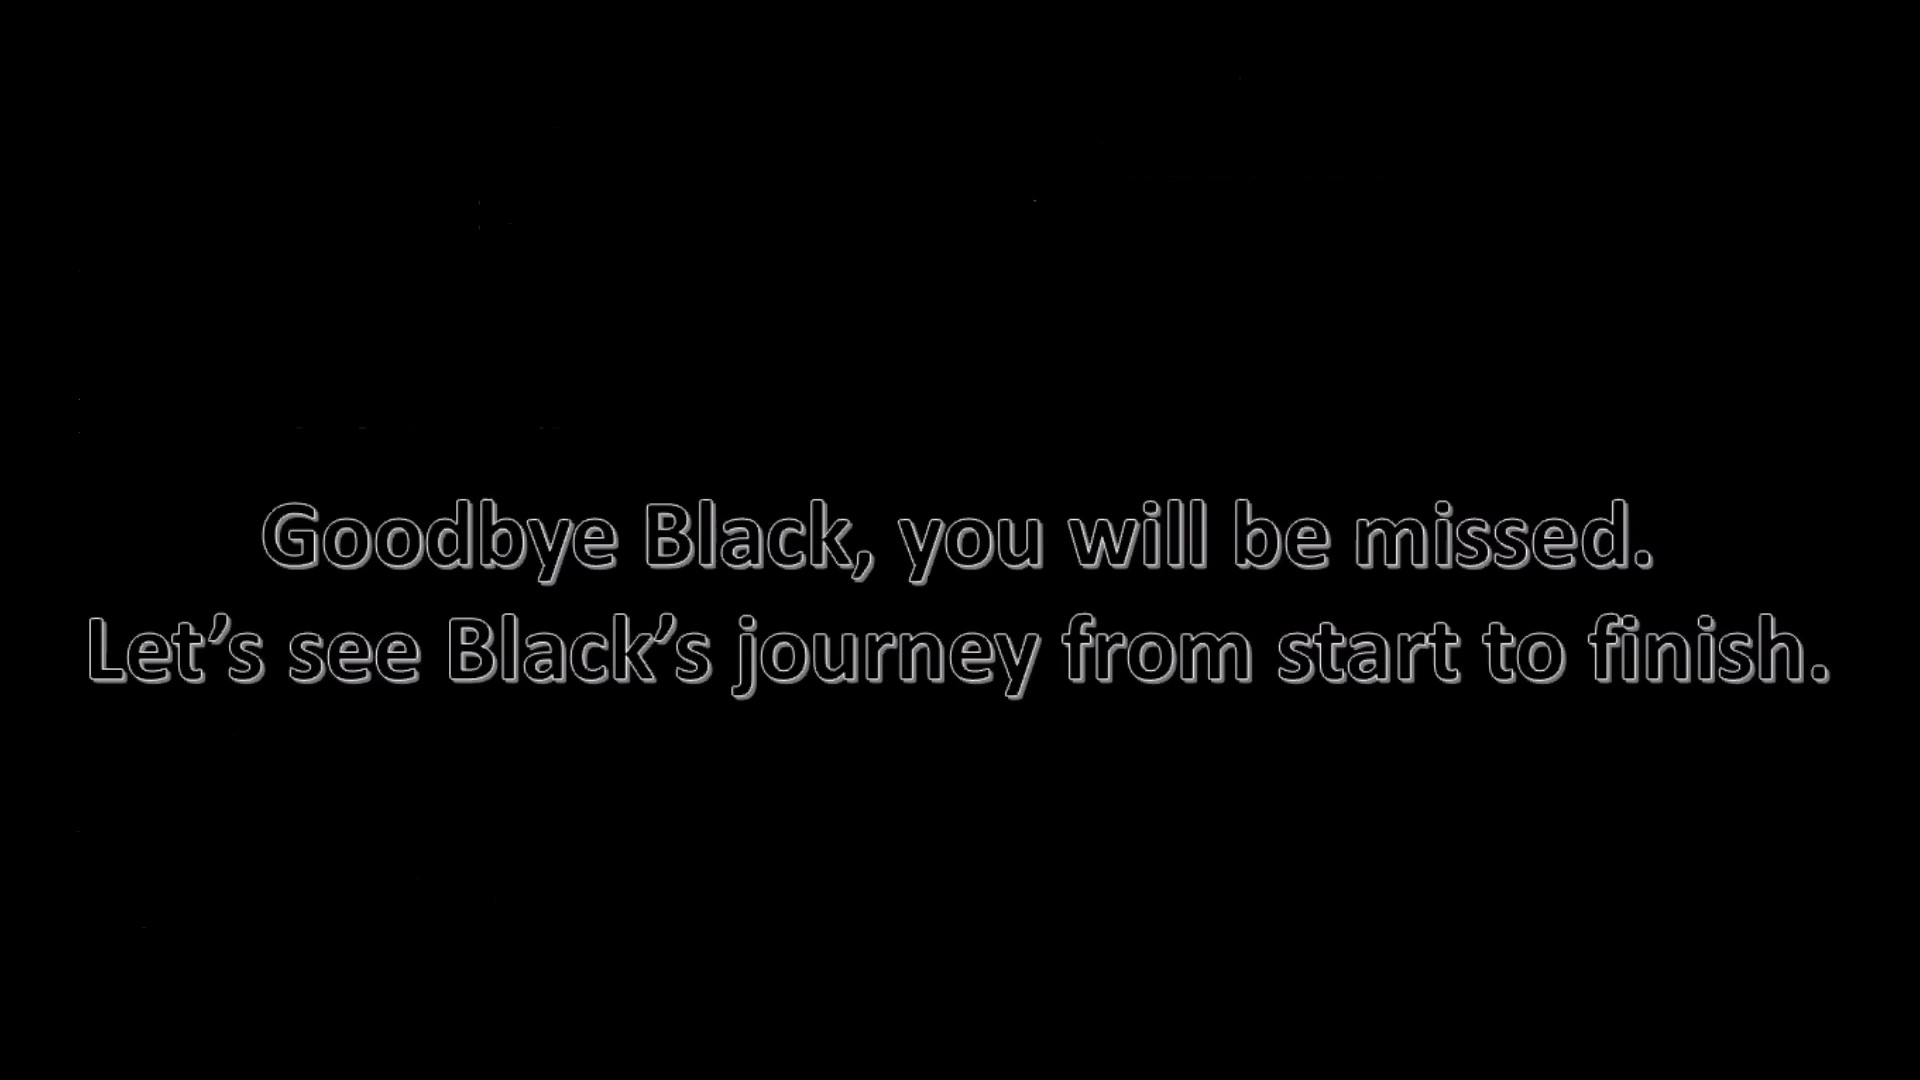 Goodbye Black, you will be missed.
Let’s see Black’s journey from start to finish.